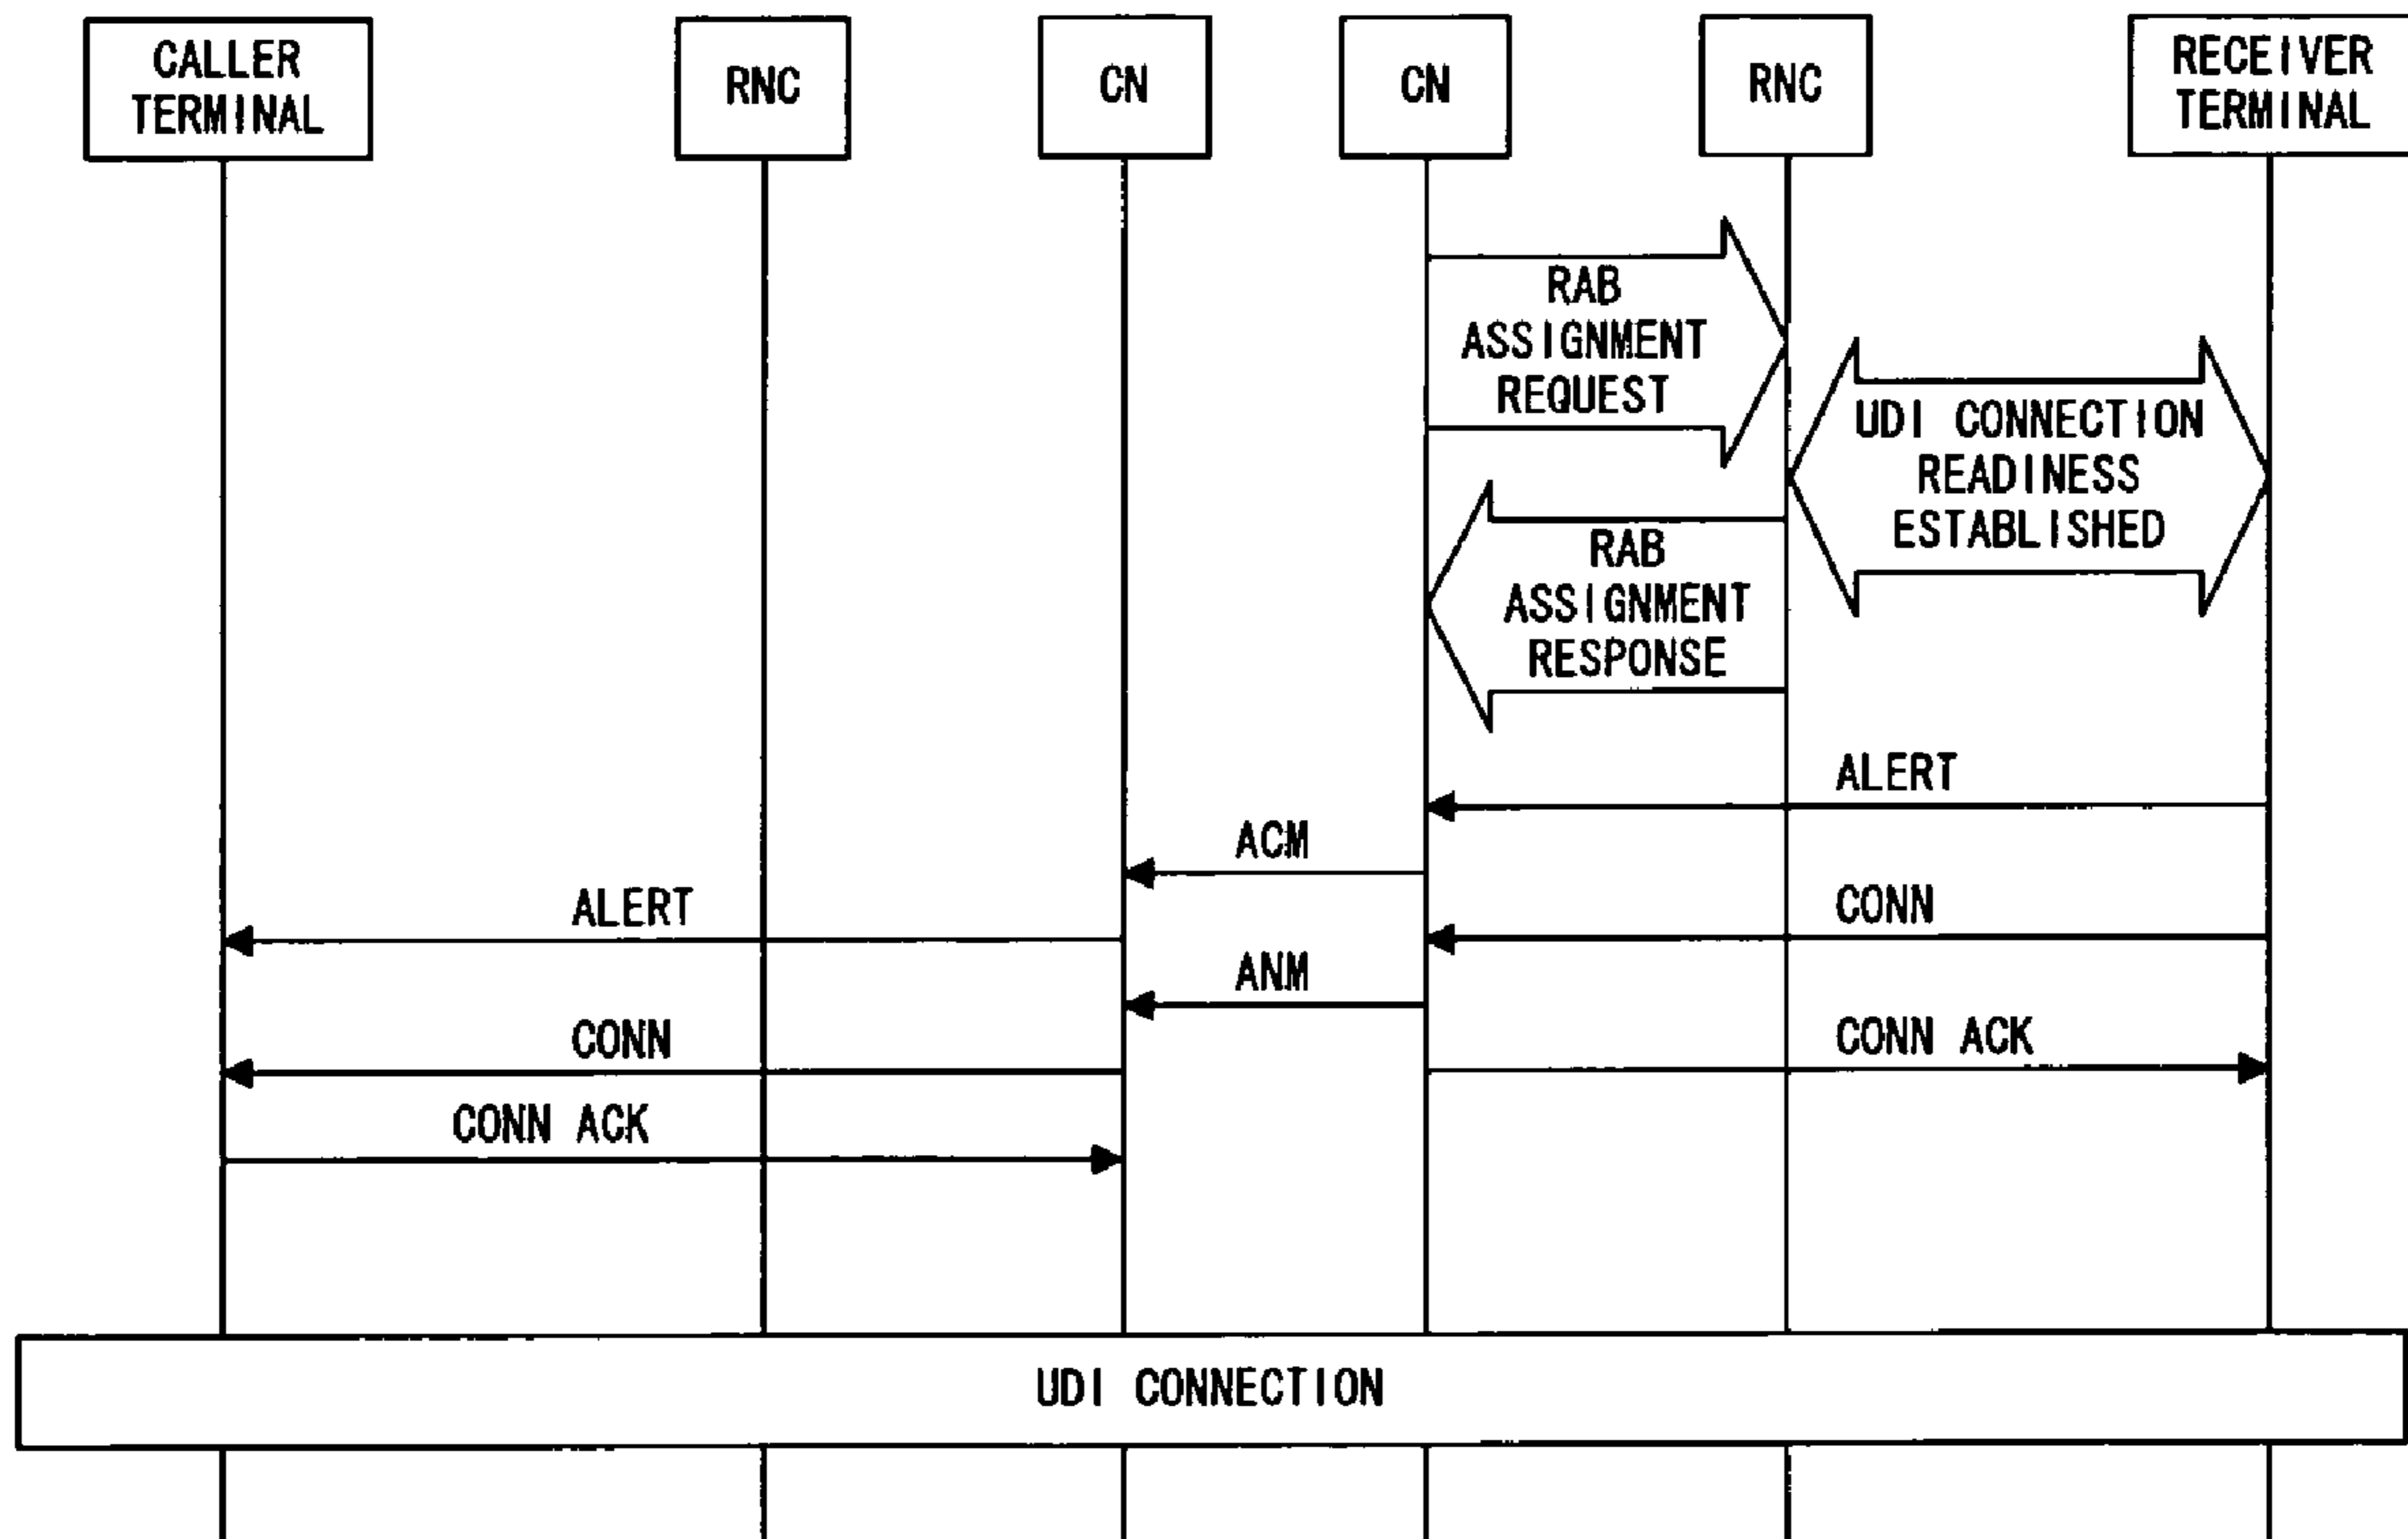 CALLER
TERMINAL
RNC
CN
CN
RNC
RECEIVER
TERMINAL
RAB
ASSIGNMENT
REQUEST
UDI CONNECTION
READINESS
ESTABLISHED
RAB
ASSIGNMENT
RESPONSE
ALERT
ACM
ALERT
CONN
ANM
CONN
CONN ACK
CONN ACK
UDI CONNECTION